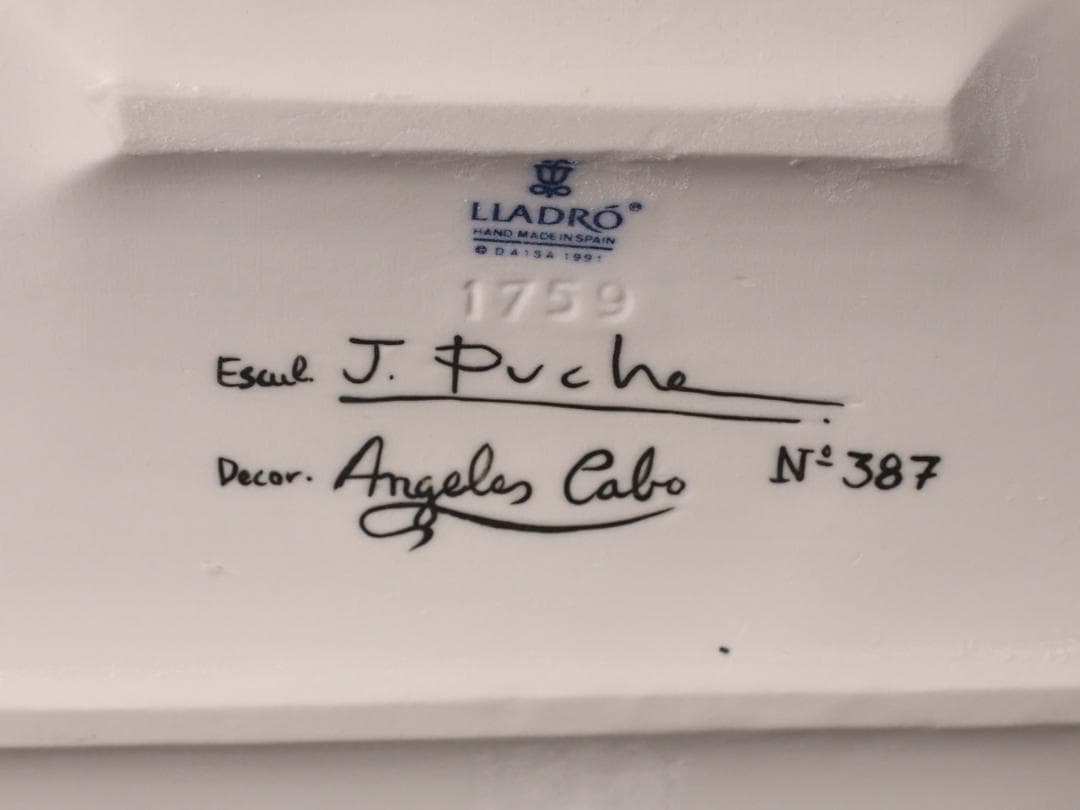 LLADRÓ®
HAND MADE IN SPAIN
© DAISA 1991
1759
Escul. J. Puche
Decor. Angeles Cabo Nº 387